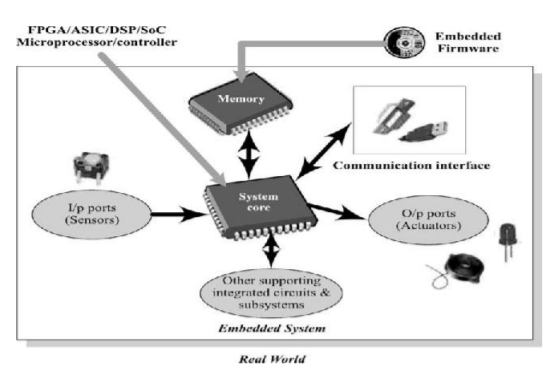 FPGA/ASIC/DSP/SoC
Microprocessor/controller
Embedded
Firmware
Memory
Communication interface
System
core
I/p ports
(Sensors)
O/p ports
(Actuators)
Other supporting
integrated circuits &
subsystems
Embedded System
Real World